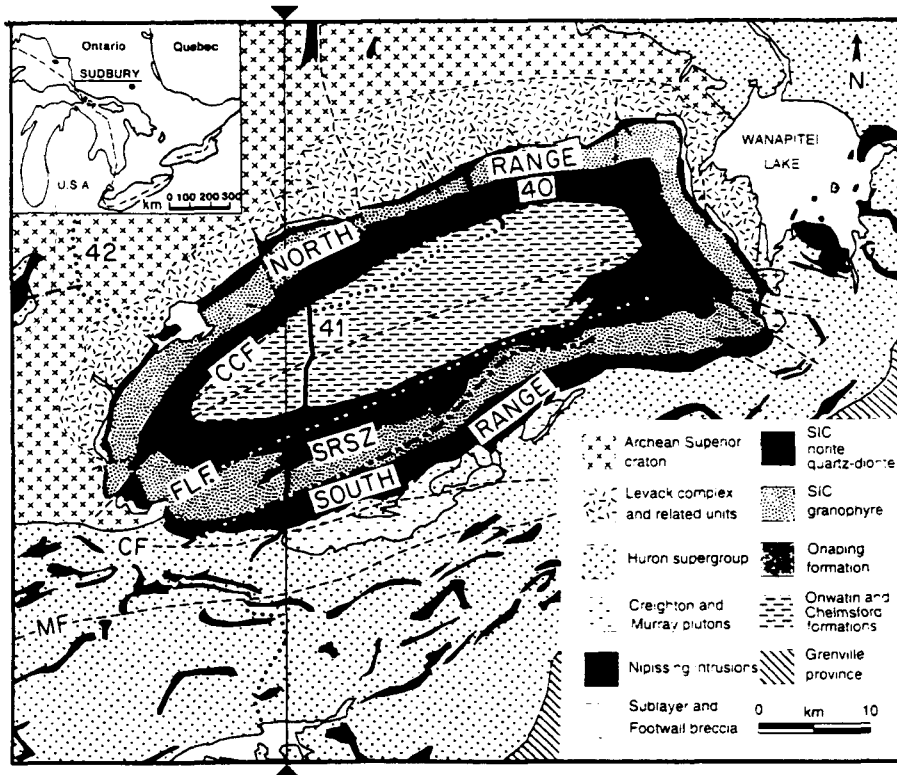 Ontario Quebec
SUDBURY
U.S.A
0 100 200 300
km
N
WANAPITEI
LAKE
RANGE
40
NORTH
42
41
CCF
SRSZ
RANGE
FLF
SOUTH
CF
MF
Archean Superior
craton
Levack complex
and related units
Huron supergroup
Creighton and
Murray plutons
Nipissing intrusions
Sublayer and
Footwall breccia
SIC
norite
quartz-diorite
SIC
granophyre
Onaping
formation
Onwatin and
Chelmsford
formations
Grenville
province
0 km 10